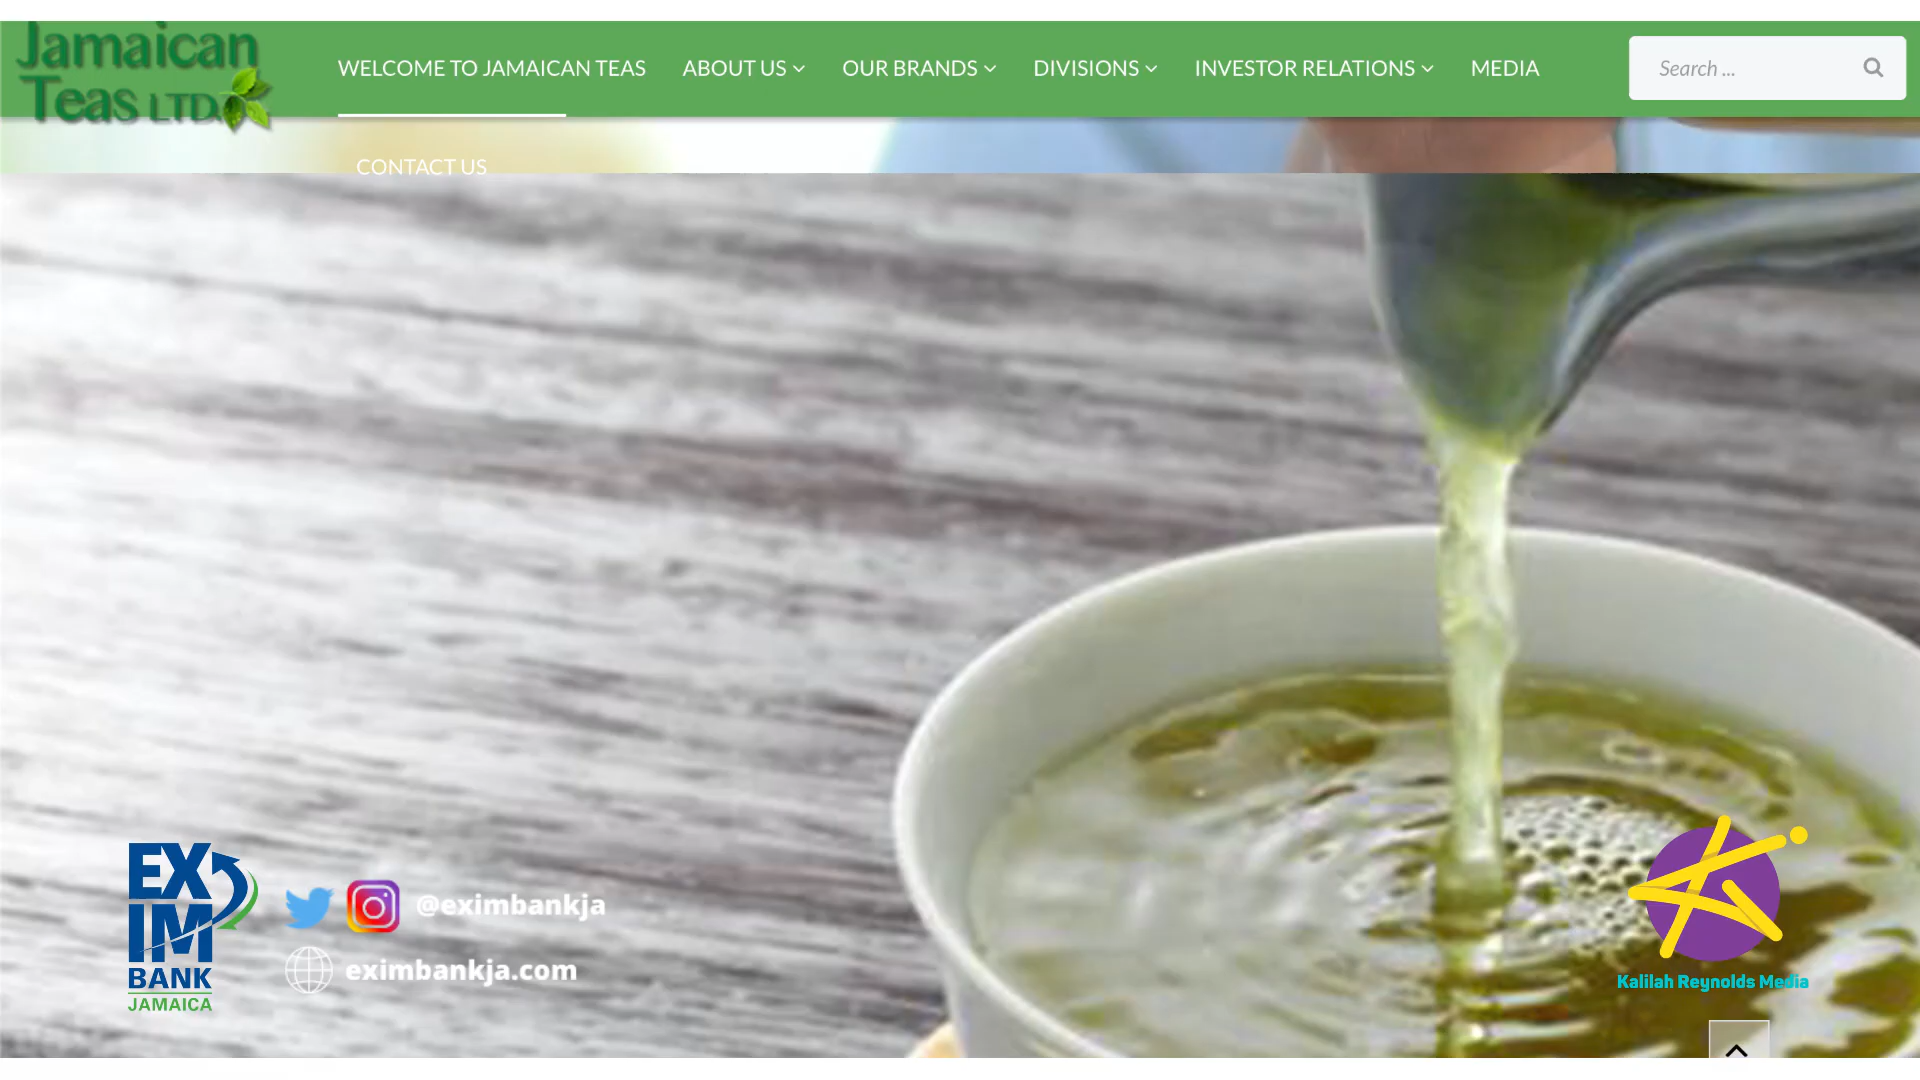 Jamaican
Teas LTD.
WELCOME TO JAMAICAN TEAS
ABOUT US
OUR BRANDS
DIVISIONS
INVESTOR RELATIONS
MEDIA
Search ...
CONTACT US
EX
IM
BANK
JAMAICA
@eximbankja
eximbankja.com
Kalilah Reynolds Media